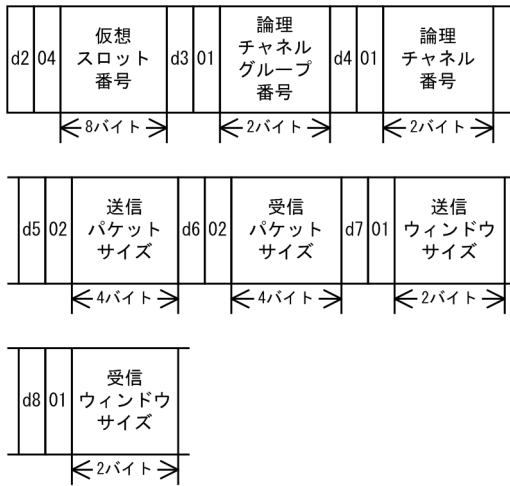 d2 04 仮想 d3 01 論理 d4 01 論理
スロット チャネル チャネル
番号 グループ 番号
番号
8バイト 2バイト 2バイト
d5 02 送信 d6 02 受信 d7 01 送信
パケット パケット ウィンドウ
サイズ サイズ サイズ
4バイト 4バイト 2バイト
d8 01 受信
ウィンドウ
サイズ
2バイト